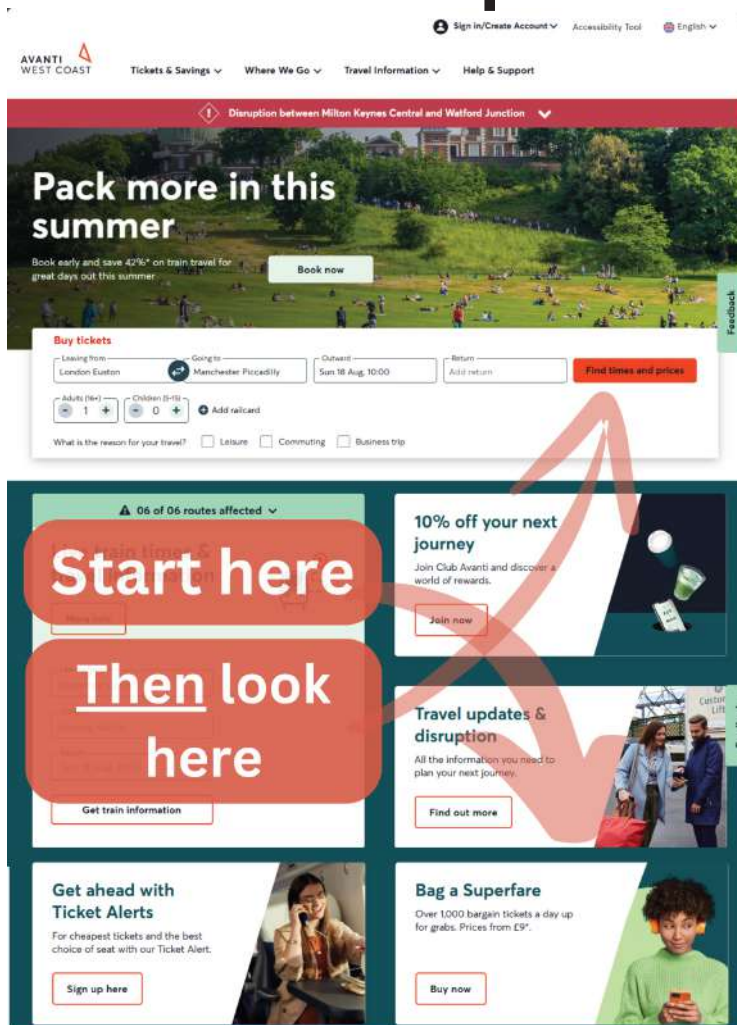 Sign in/Create Account
Accessibility Tool
English
AVANTI
WEST COAST
Tickets & Savings
Where We Go
Travel Information
Help & Support
Disruption between Milton Keynes Central and Watford Junction
Pack more in this
summer
Book early and save 42%* on train travel for
great days out this summer
Book now
Feedback
Buy tickets
Leaving from
London Euston
Going to
Manchester Piccadilly
Outward
Sun 18 Aug, 10:00
Return
Add return
Find times and prices
Adults (16+)
- 1 +
Children (5-15)
- 0 +
Add railcard
What is the reason for your travel?
Leisure
Commuting
Business trip
06 of 06 routes affected
Start here
Then look
here
Get train information
10% off your next
journey
Join Club Avanti and discover a
world of rewards.
Join now
Travel updates &
disruption
All the information you need to
plan your next journey.
Find out more
Get ahead with
Ticket Alerts
For cheapest tickets and the best
choice of seat with our Ticket Alert.
Sign up here
Bag a Superfare
Over 1,000 bargain tickets a day up
for grabs. Prices from £9*.
Buy now